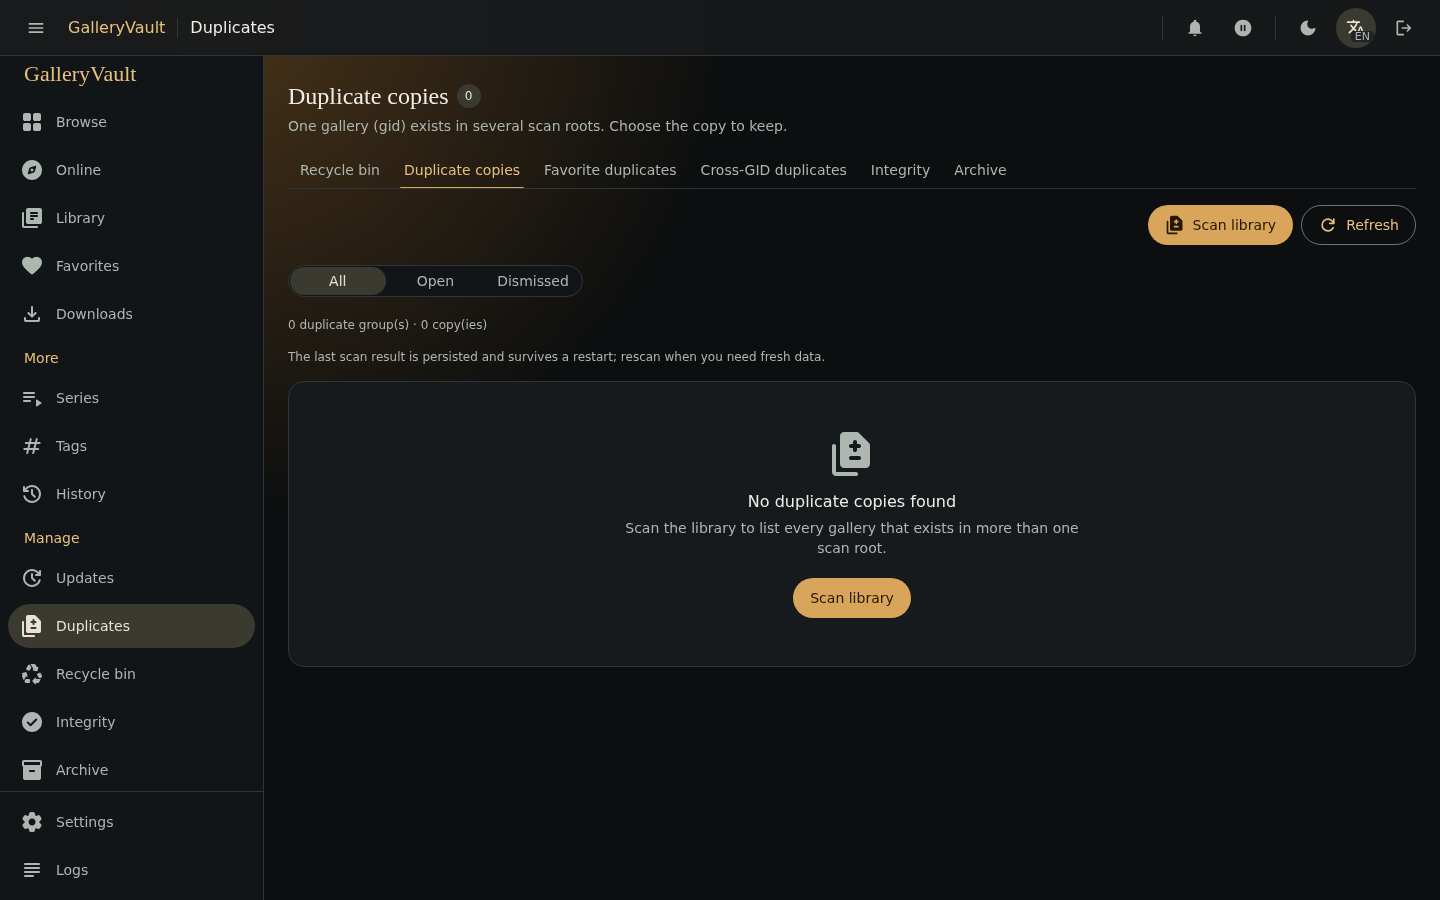 GalleryVault
Duplicates
EN
GalleryVault
Browse
Online
Library
Favorites
Downloads
More
Series
Tags
History
Manage
Updates
Duplicates
Recycle bin
Integrity
Archive
Settings
Logs
Duplicate copies 0
One gallery (gid) exists in several scan roots. Choose the copy to keep.
Recycle bin
Duplicate copies
Favorite duplicates
Cross-GID duplicates
Integrity
Archive
Scan library
Refresh
All
Open
Dismissed
0 duplicate group(s) · 0 copy(ies)
The last scan result is persisted and survives a restart; rescan when you need fresh data.
No duplicate copies found
Scan the library to list every gallery that exists in more than one
scan root.
Scan library